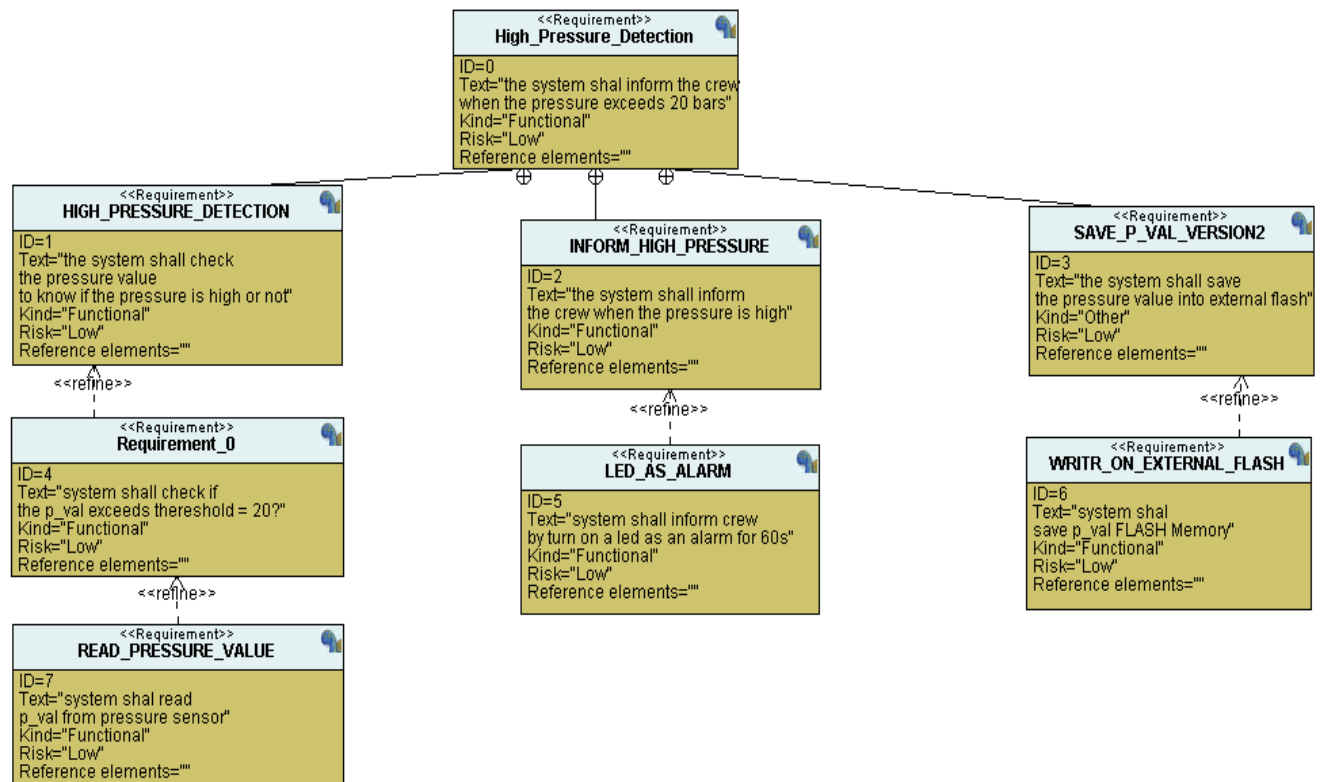 <<Requirement>>
High_Pressure_Detection
ID=0
Text="the system shal inform the crew
when the pressure exceeds 20 bars"
Kind="Functional"
Risk="Low"
Reference elements=""
<<Requirement>>
HIGH_PRESSURE_DETECTION
ID=1
Text="the system shall check
the pressure value
to know if the pressure is high or not"
Kind="Functional"
Risk="Low"
Reference elements=""
<<Requirement>>
INFORM_HIGH_PRESSURE
ID=2
Text="the system shall inform
the crew when the pressure is high"
Kind="Functional"
Risk="Low"
Reference elements=""
<<Requirement>>
SAVE_P_VAL_VERSION2
ID=3
Text="the system shall save
the pressure value into external flash"
Kind="Other"
Risk="Low"
Reference elements=""
<<refine>>
<<refine>>
<<refine>>
<<Requirement>>
Requirement_0
ID=4
Text="system shall check if
the p_val exceeds thereshold = 20?"
Kind="Functional"
Risk="Low"
Reference elements=""
<<Requirement>>
LED_AS_ALARM
ID=5
Text="system shall inform crew
by turn on a led as an alarm for 60s"
Kind="Functional"
Risk="Low"
Reference elements=""
<<Requirement>>
WRITR_ON_EXTERNAL_FLASH
ID=6
Text="system shal
save p_val FLASH Memory"
Kind="Functional"
Risk="Low"
Reference elements=""
<<refine>>
<<Requirement>>
READ_PRESSURE_VALUE
ID=7
Text="system shal read
p_val from pressure sensor"
Kind="Functional"
Risk="Low"
Reference elements=""